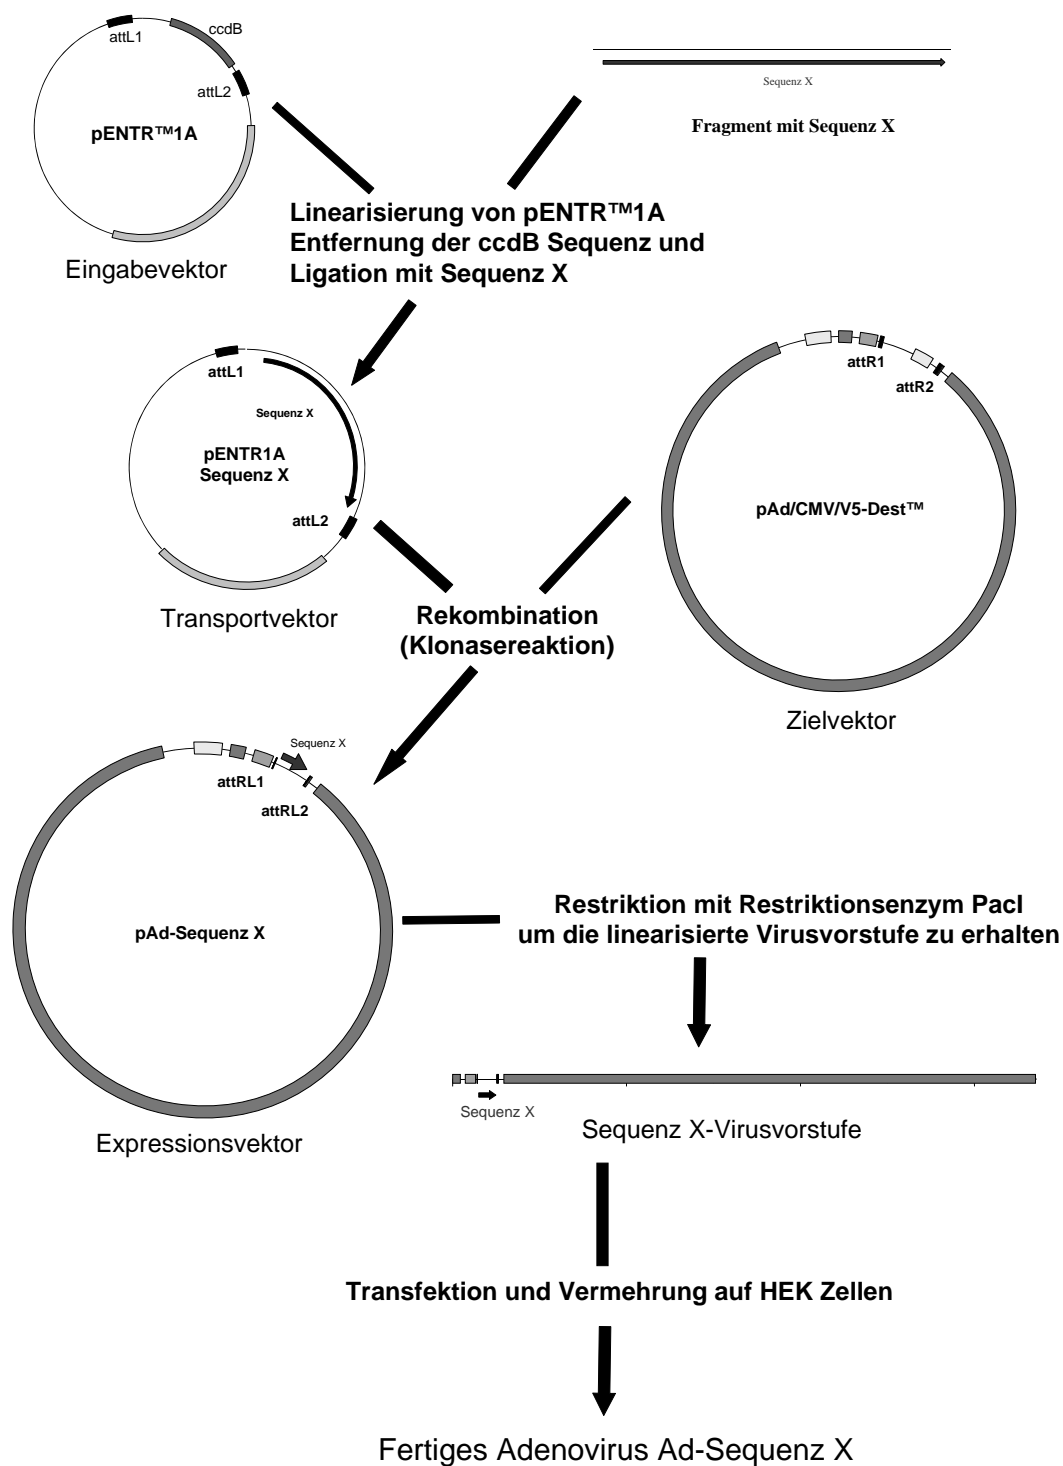 attL1
ccdB
attL2
pENTR™1A
Eingabevektor
Sequenz X
Fragment mit Sequenz X
Linearisierung von pENTR™1A
Entfernung der ccdB Sequenz und
Ligation mit Sequenz X
attL1
Sequenz X
pENTR1A
Sequenz X
attL2
Transportvektor
attR1
attR2
pAd/CMV/V5-Dest™
Zielvektor
Rekombination
(Klonasereaktion)
Sequenz X
attRL1
attRL2
pAd-Sequenz X
Expressionsvektor
Restriktion mit Restriktionsenzym PacI
um die linearisierte Virusvorstufe zu erhalten
Sequenz X
Sequenz X-Virusvorstufe
Transfektion und Vermehrung auf HEK Zellen
Fertiges Adenovirus Ad-Sequenz X